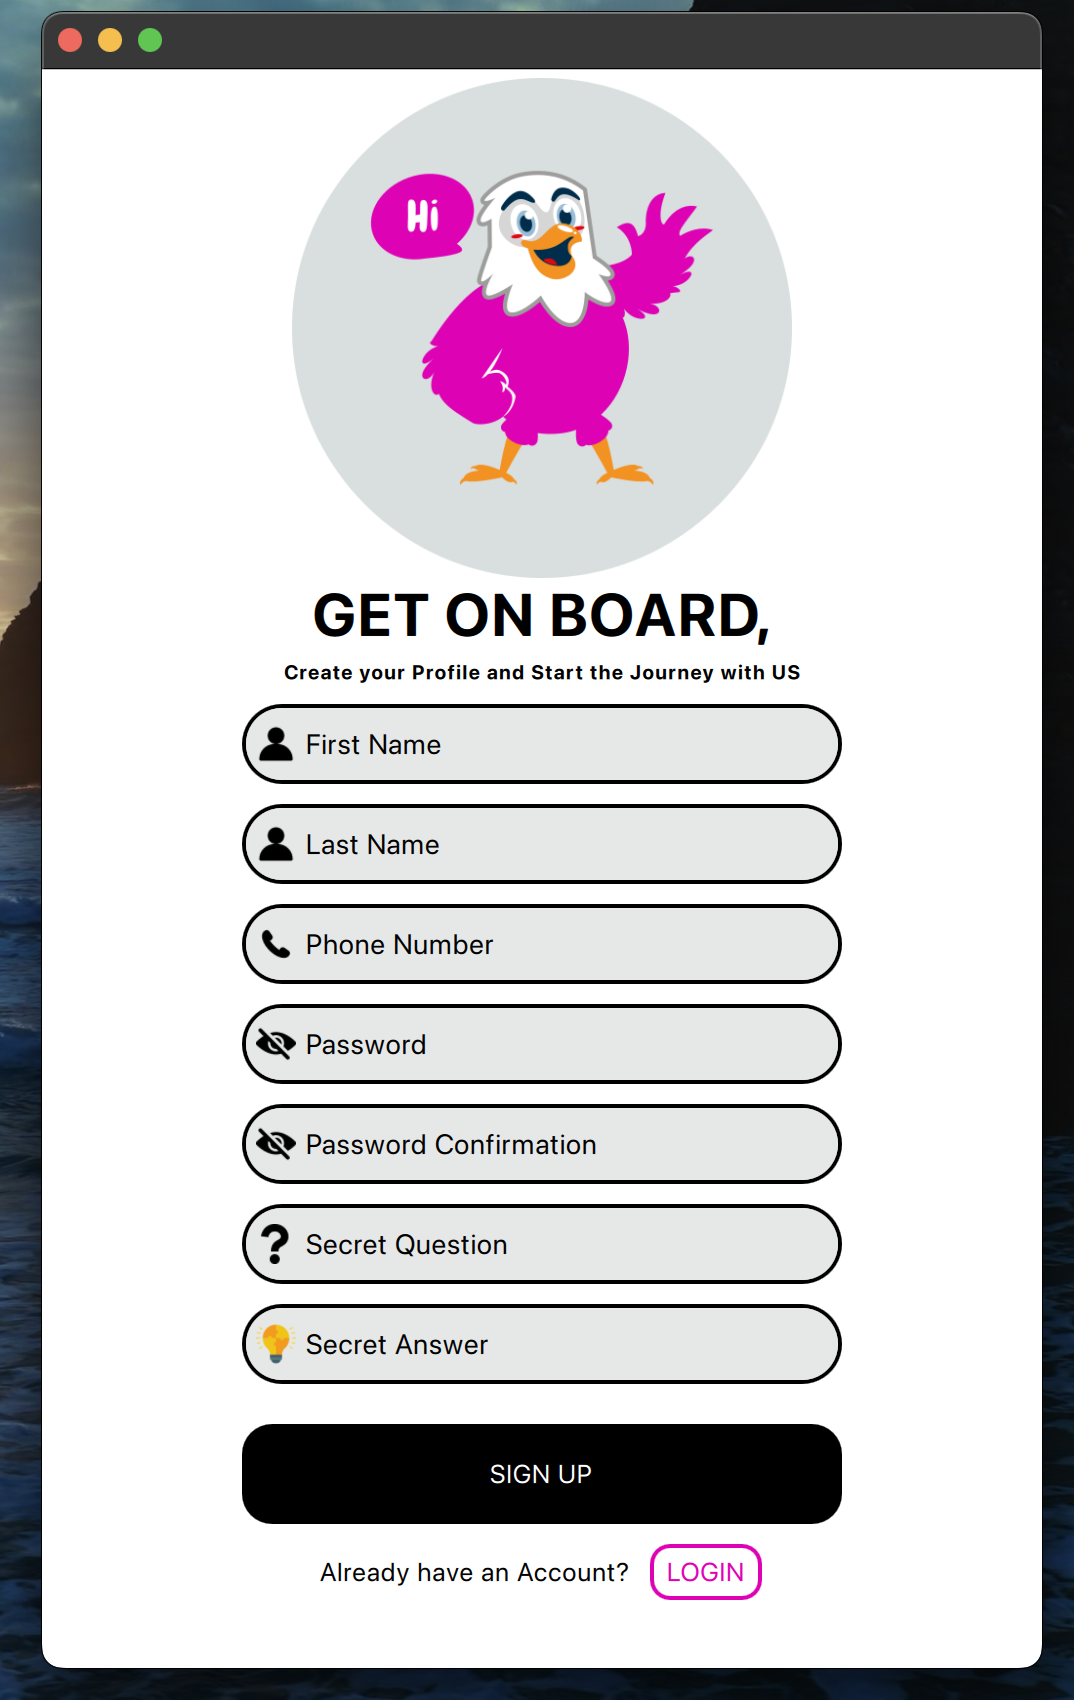 Hi
GET ON BOARD,
Create your Profile and Start the Journey with US
First Name
Last Name
Phone Number
Password
Password Confirmation
Secret Question
Secret Answer
SIGN UP
Already have an Account? LOGIN